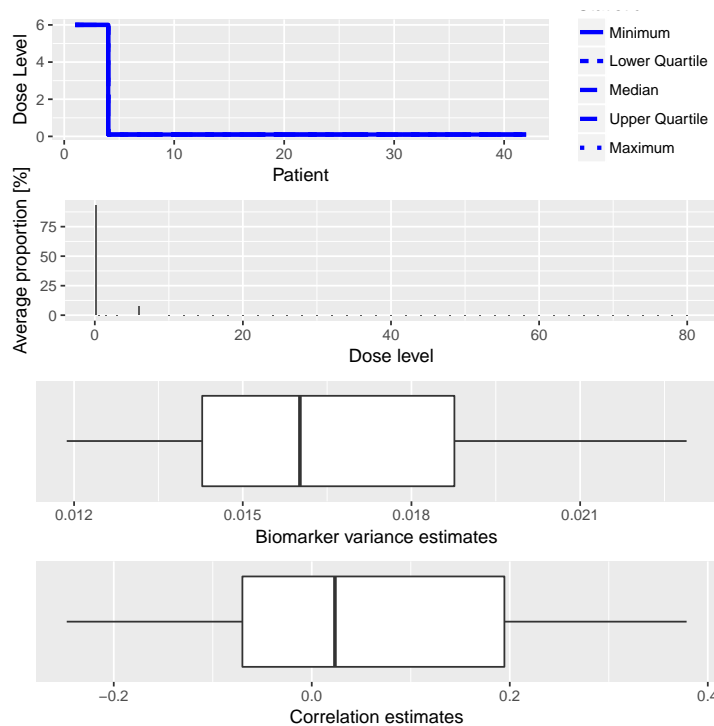 Dose Level
6
4
2
0
0
10
20
30
40
Patient
Minimum
Lower Quartile
Median
Upper Quartile
Maximum
Average proportion [%]
75
50
25
0
0
20
40
60
80
Dose level
0.012
0.015
0.018
0.021
Biomarker variance estimates
−0.2
0.0
0.2
0.4
Correlation estimates